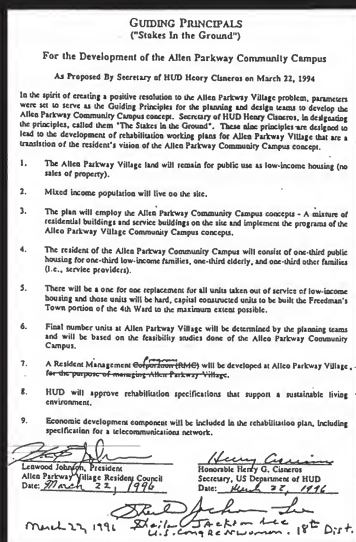 GUIDING PRINCIPALS
("Stakes In the Ground")
For the Development of the Allen Parkway Community Campus
As Proposed By Secretary of HUD Henry Cisneros on March 22, 1994
In the spirit of creating a positive resolution to the Allen Parkway Village problem, parameters
were set to serve as the Guiding Principles for the planning and design teams to develop the
Allen Parkway Community Campus concept. Secretary of HUD Henry Cisneros, in designating
the principles, called them "The Stakes in the Ground". These nine principles are designed to
lead to the development of rehabilitation working plans for Allen Parkway Village that are a
translation of the resident's vision of the Allen Parkway Community Campus concept.
1. The Allen Parkway Village land will remain for public use as low-income housing (no
sales of property).
2. Mixed income population will live on the site.
3. The plan will employ the Allen Parkway Community Campus concepts - A mixture of
residential buildings and service buildings on the site and implement the programs of the
Allen Parkway Village Community Campus concepts.
4. The resident of the Allen Parkway Community Campus will consist of one-third public
housing for one-third low-income families, one-third elderly, and one-third other families
(i.e., service providers).
5. There will be a one for one replacement for all units taken out of service of low-income
housing and those units will be hard, capital constructed units to be built the Freedman's
Town portion of the 4th Ward to the maximum extent possible.
6. Final number units at Allen Parkway Village will be determined by the planning teams
and will be based on the feasibility studies done of the Allen Community
Campus.
Program
7. A Resident Management Corporation (RMC) will be developed at Allen Parkway Village,
for the purpose of managing Allen Parkway Village.
8. HUD will approve rehabilitation specifications that support a sustainable living
environment.
9. Economic development component will be included in the rehabilitation plan, including
specification for a telecommunications network.
Lenwood Johnson, President
Allen Parkway Village Resident Council
Date: March 22, 1996
Henry Cisneros
Honorable Henry G. Cisneros
Secretary, US Department of HUD
Date: March 22, 1996
Sheila Jackson Lee
March 22, 1996 Sheila Jackson Lee
U.S. Congresswoman. 18th Dist.